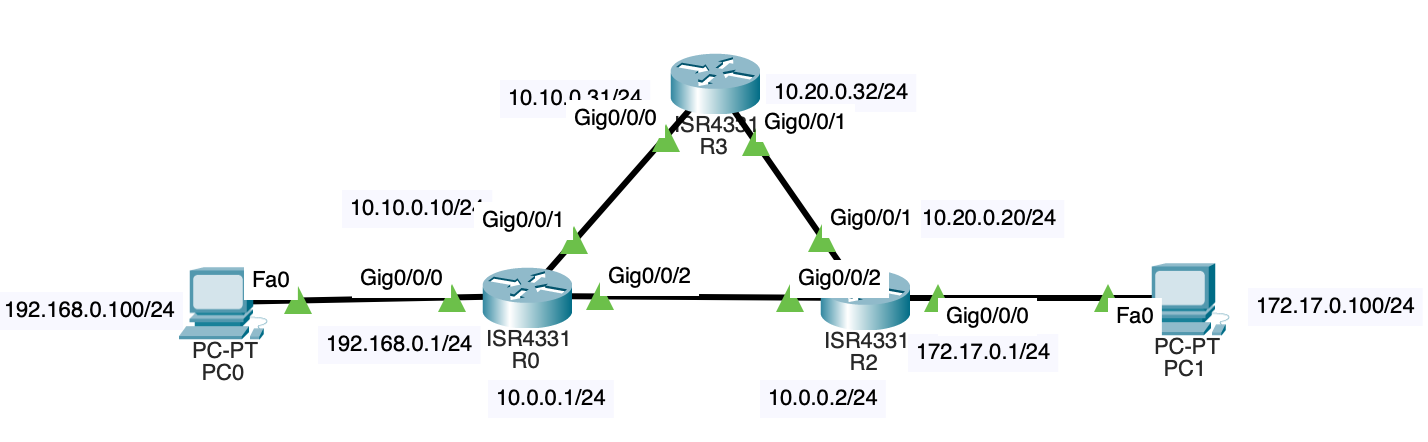 10.10.0.31/24
10.20.0.32/24
Gig0/0/0
ISR4331
Gig0/0/1
R3
10.10.0.10/24
Gig0/0/1
Gig0/0/1
10.20.0.20/24
Fa0
Gig0/0/0
Gig0/0/2
Gig0/0/2
192.168.0.100/24
172.17.0.100/24
192.168.0.1/24
ISR4331
R0
ISR4331
R2
Gig0/0/0
172.17.0.1/24
Fa0
PC-PT
PC0
PC-PT
PC1
10.0.0.1/24
10.0.0.2/24